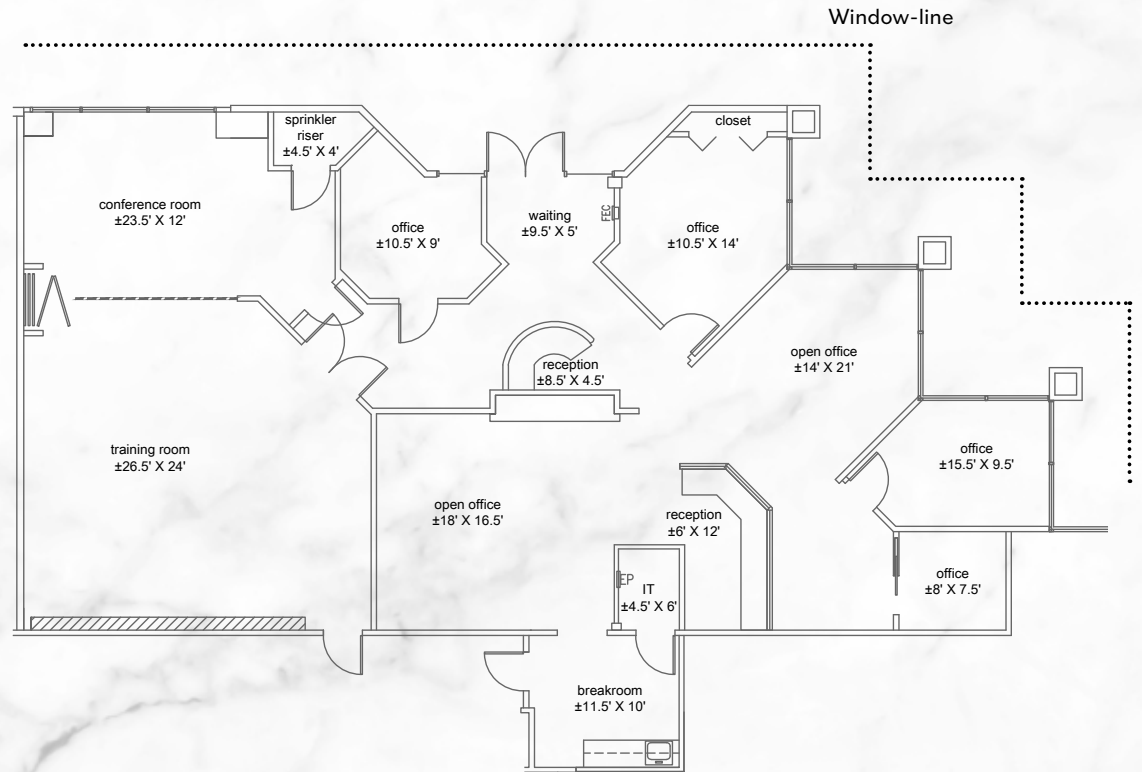 Window-line
sprinkler
riser
±4.5' X 4'
closet
conference room
±23.5' X 12'
office
±10.5' X 9'
waiting
±9.5' X 5'
FEC
office
±10.5' X 14'
reception
±8.5' X 4.5'
open office
±14' X 21'
training room
±26.5' X 24'
open office
±18' X 16.5'
reception
±6' X 12'
office
±15.5' X 9.5'
EP
IT
±4.5' X 6'
office
±8' X 7.5'
breakroom
±11.5' X 10'